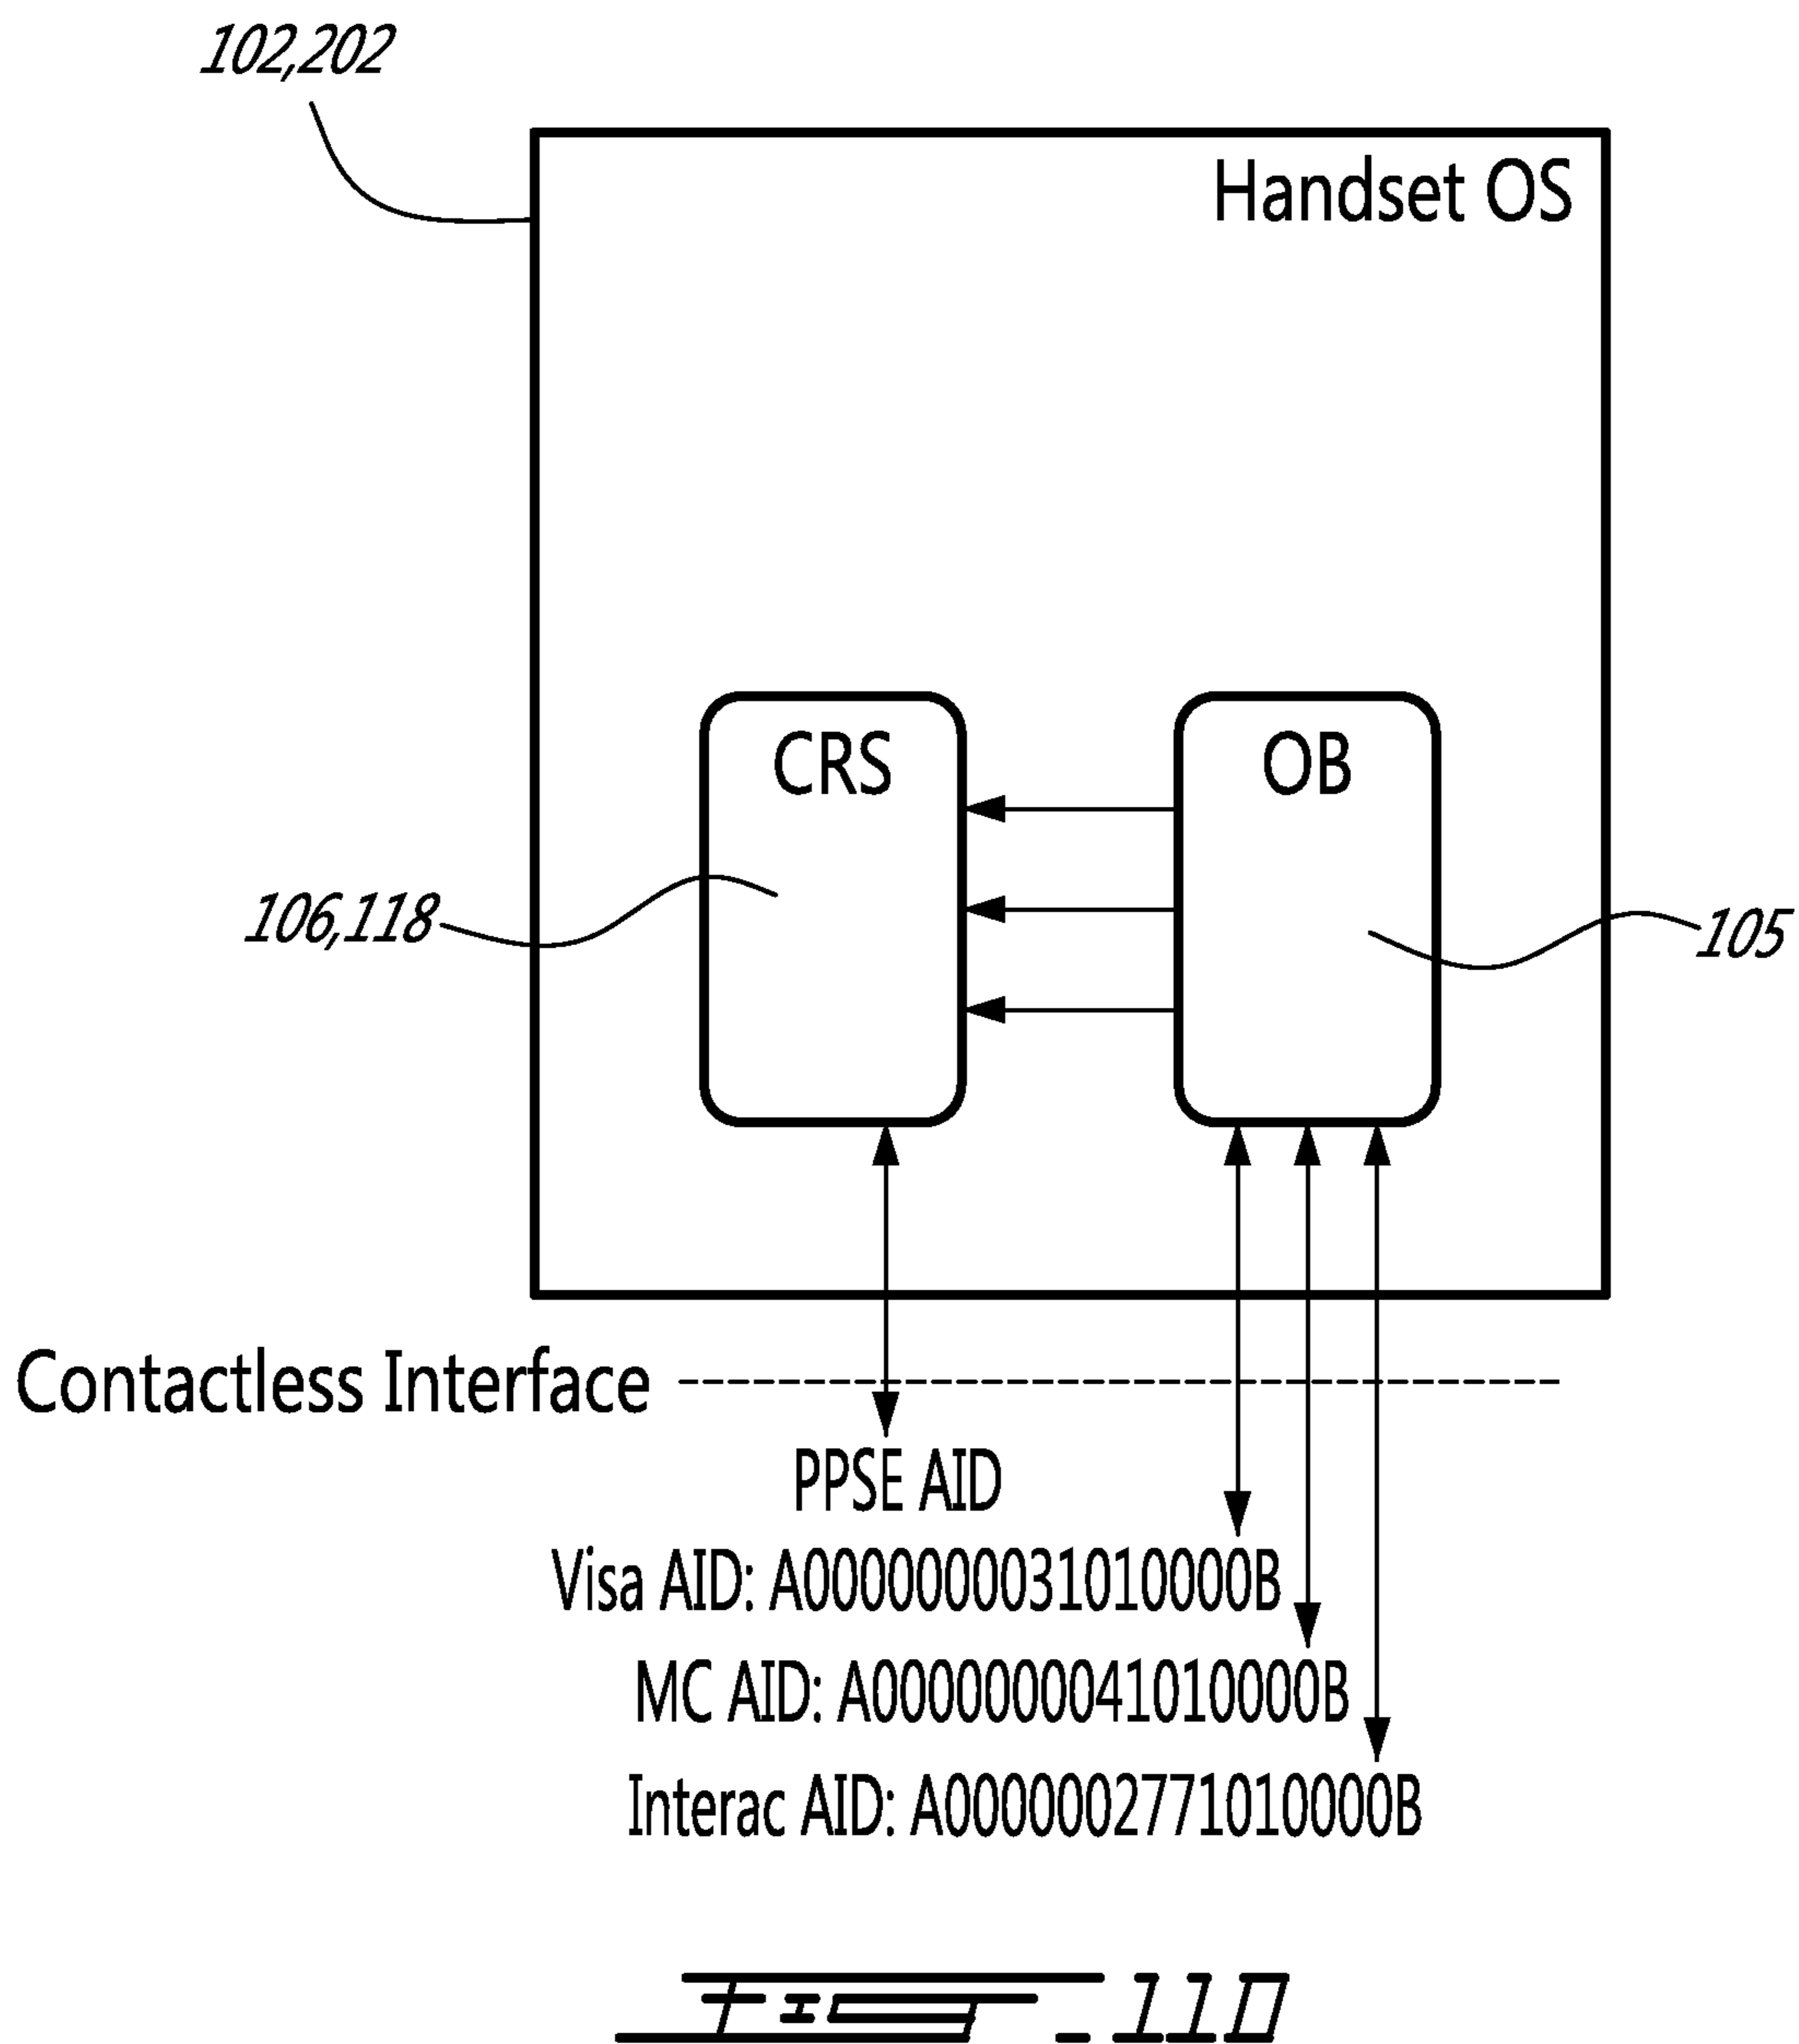 102,202
Handset OS
CRS
OB
106,118
105
Contactless Interface
PPSE AID
Visa AID: A0000000031010000B
MC AID: A0000000041010000B
Interac AID: A0000002771010000B
Fig_11D